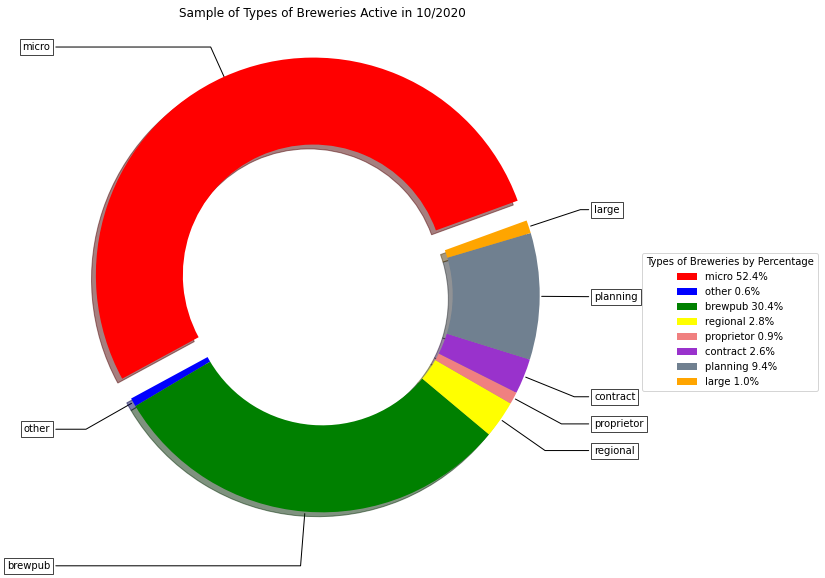 Sample of Types of Breweries Active in 10/2020
micro
large
Types of Breweries by Percentage
micro 52.4%
other 0.6%
brewpub 30.4%
regional 2.8%
proprietor 0.9%
contract 2.6%
planning 9.4%
large 1.0%
planning
contract
proprietor
other
regional
brewpub